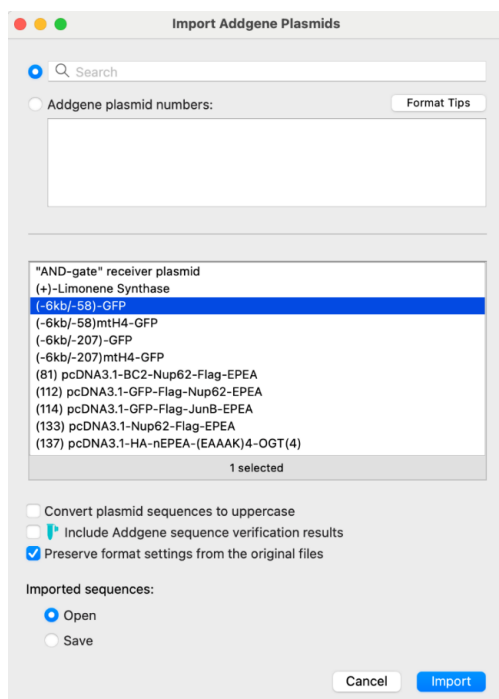 Import Addgene Plasmids
Search
Addgene plasmid numbers:
Format Tips
"AND-gate" receiver plasmid
(+)-Limonene Synthase
(-6kb/-58)-GFP
(-6kb/-58)mtH4-GFP
(-6kb/-207)-GFP
(-6kb/-207)mtH4-GFP
(81) pcDNA3.1-BC2-Nup62-Flag-EPEA
(112) pcDNA3.1-GFP-Flag-Nup62-EPEA
(114) pcDNA3.1-GFP-Flag-JunB-EPEA
(133) pcDNA3.1-Nup62-Flag-EPEA
(137) pcDNA3.1-HA-nEPEA-(EAAAK)4-OGT(4)
1 selected
Convert plasmid sequences to uppercase
Include Addgene sequence verification results
Preserve format settings from the original files
Imported sequences:
Open
Save
Cancel
Import